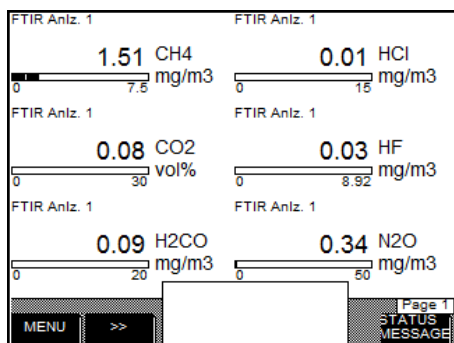 FTIR Anlz. 1 FTIR Anlz. 1
1.51 CH4 0.01 HCl
mg/m3 mg/m3
0 7.5 0 15
FTIR Anlz. 1 FTIR Anlz. 1
0.08 CO2 0.03 HF
vol% mg/m3
0 30 0 8.92
FTIR Anlz. 1 FTIR Anlz. 1
0.09 H2CO 0.34 N2O
mg/m3 mg/m3
0 20 0 50
Page 1
MENU >> STATUS
MESSAGE